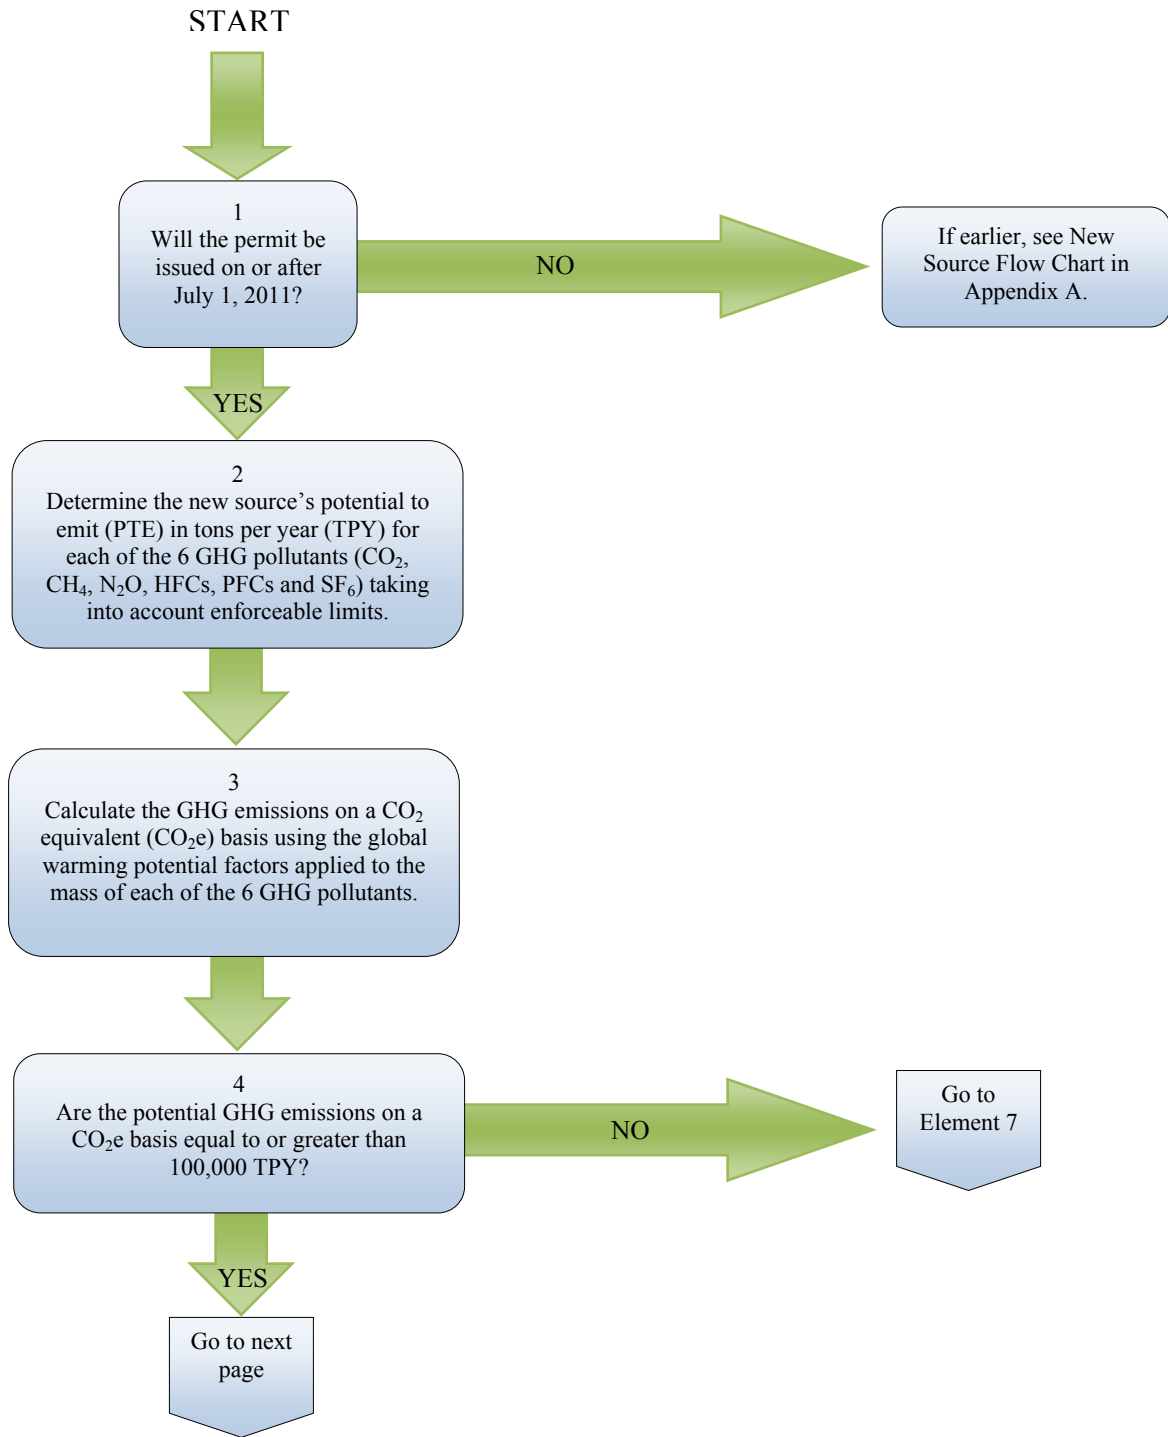 START
1
Will the permit be
issued on or after
July 1, 2011?
NO
If earlier, see New
Source Flow Chart in
Appendix A.
YES
2
Determine the new source’s potential to
emit (PTE) in tons per year (TPY) for
each of the 6 GHG pollutants (CO₂,
CH₄, N₂O, HFCs, PFCs and SF₆) taking
into account enforceable limits.
3
Calculate the GHG emissions on a CO₂
equivalent (CO₂e) basis using the global
warming potential factors applied to the
mass of each of the 6 GHG pollutants.
4
Are the potential GHG emissions on a
CO₂e basis equal to or greater than
100,000 TPY?
NO
Go to
Element 7
YES
Go to next
page